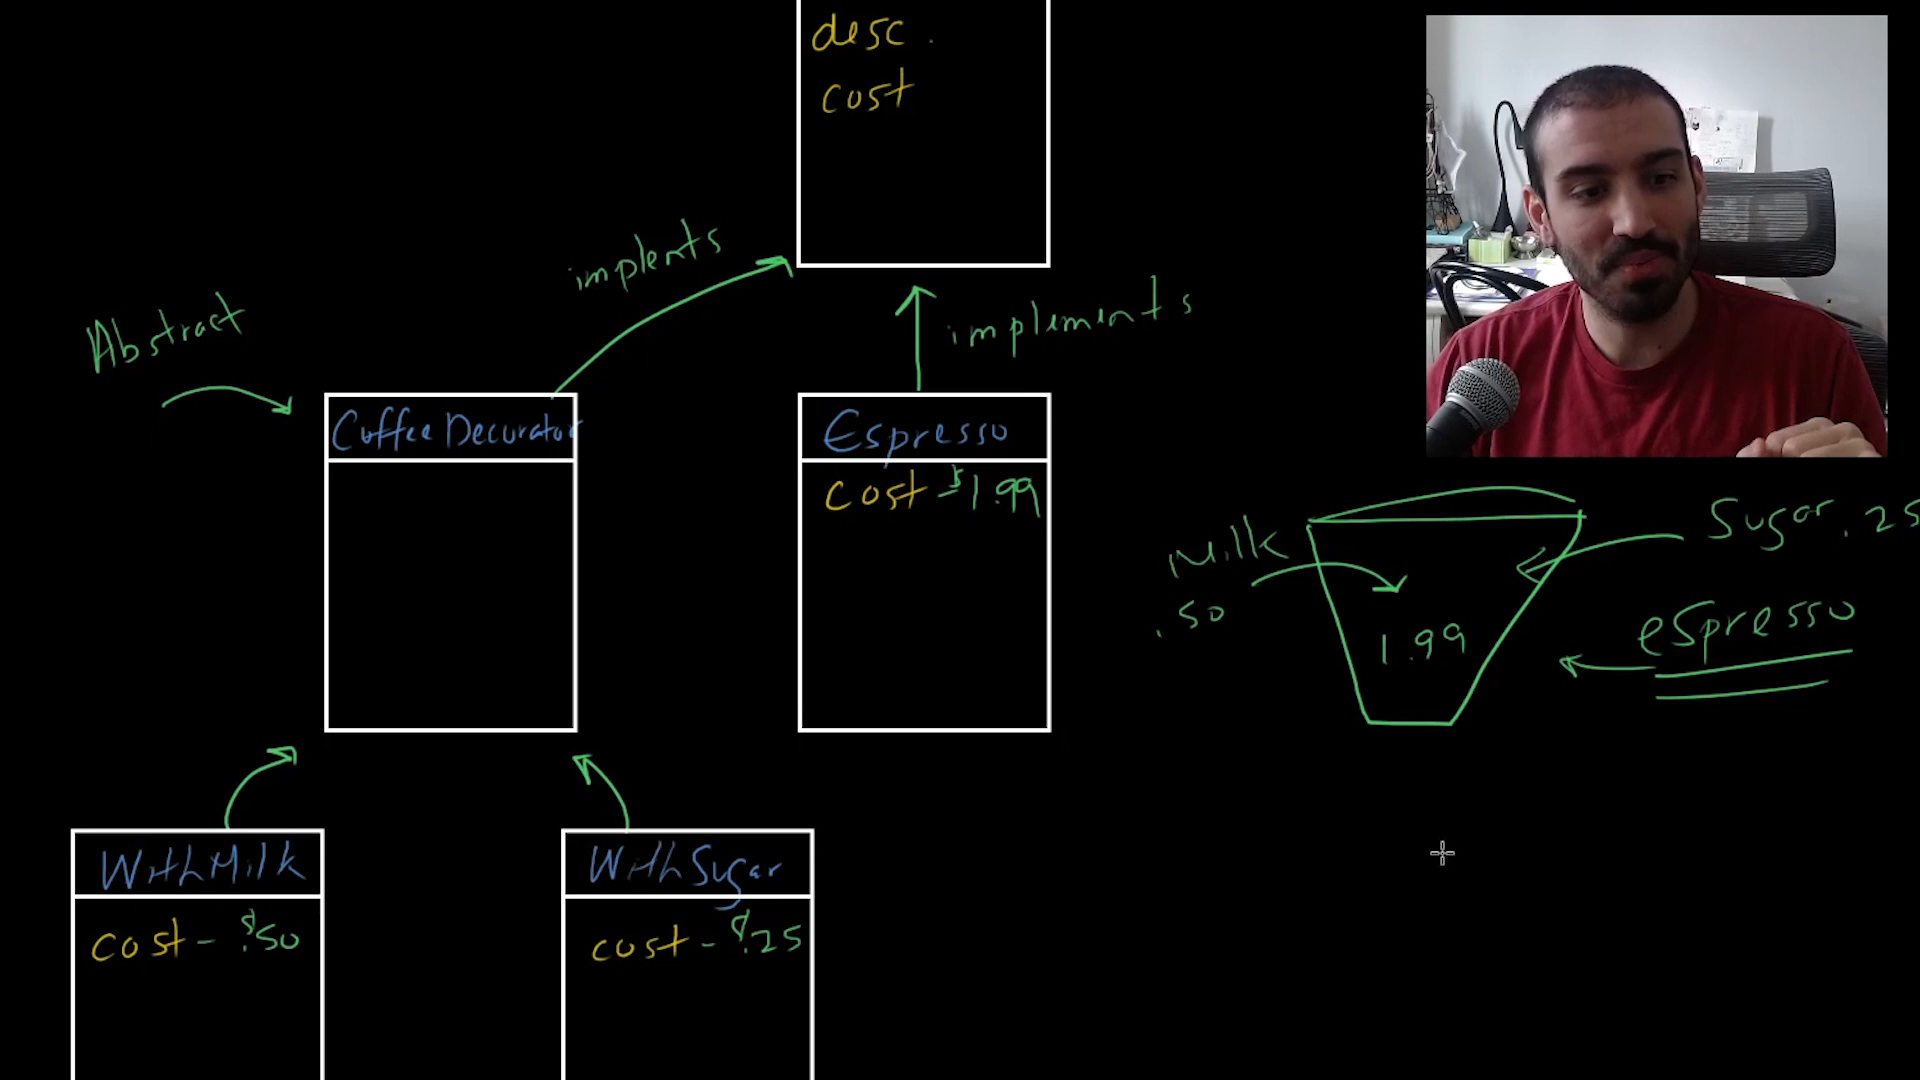 desc.
cost
implents
implements
Abstract
Coffee Decurator
Espresso
cost - $1.99
Milk
.50
Sugar .25
espresso
1.99
WithMilk
cost - $.50
WithSugar
cost - $.25